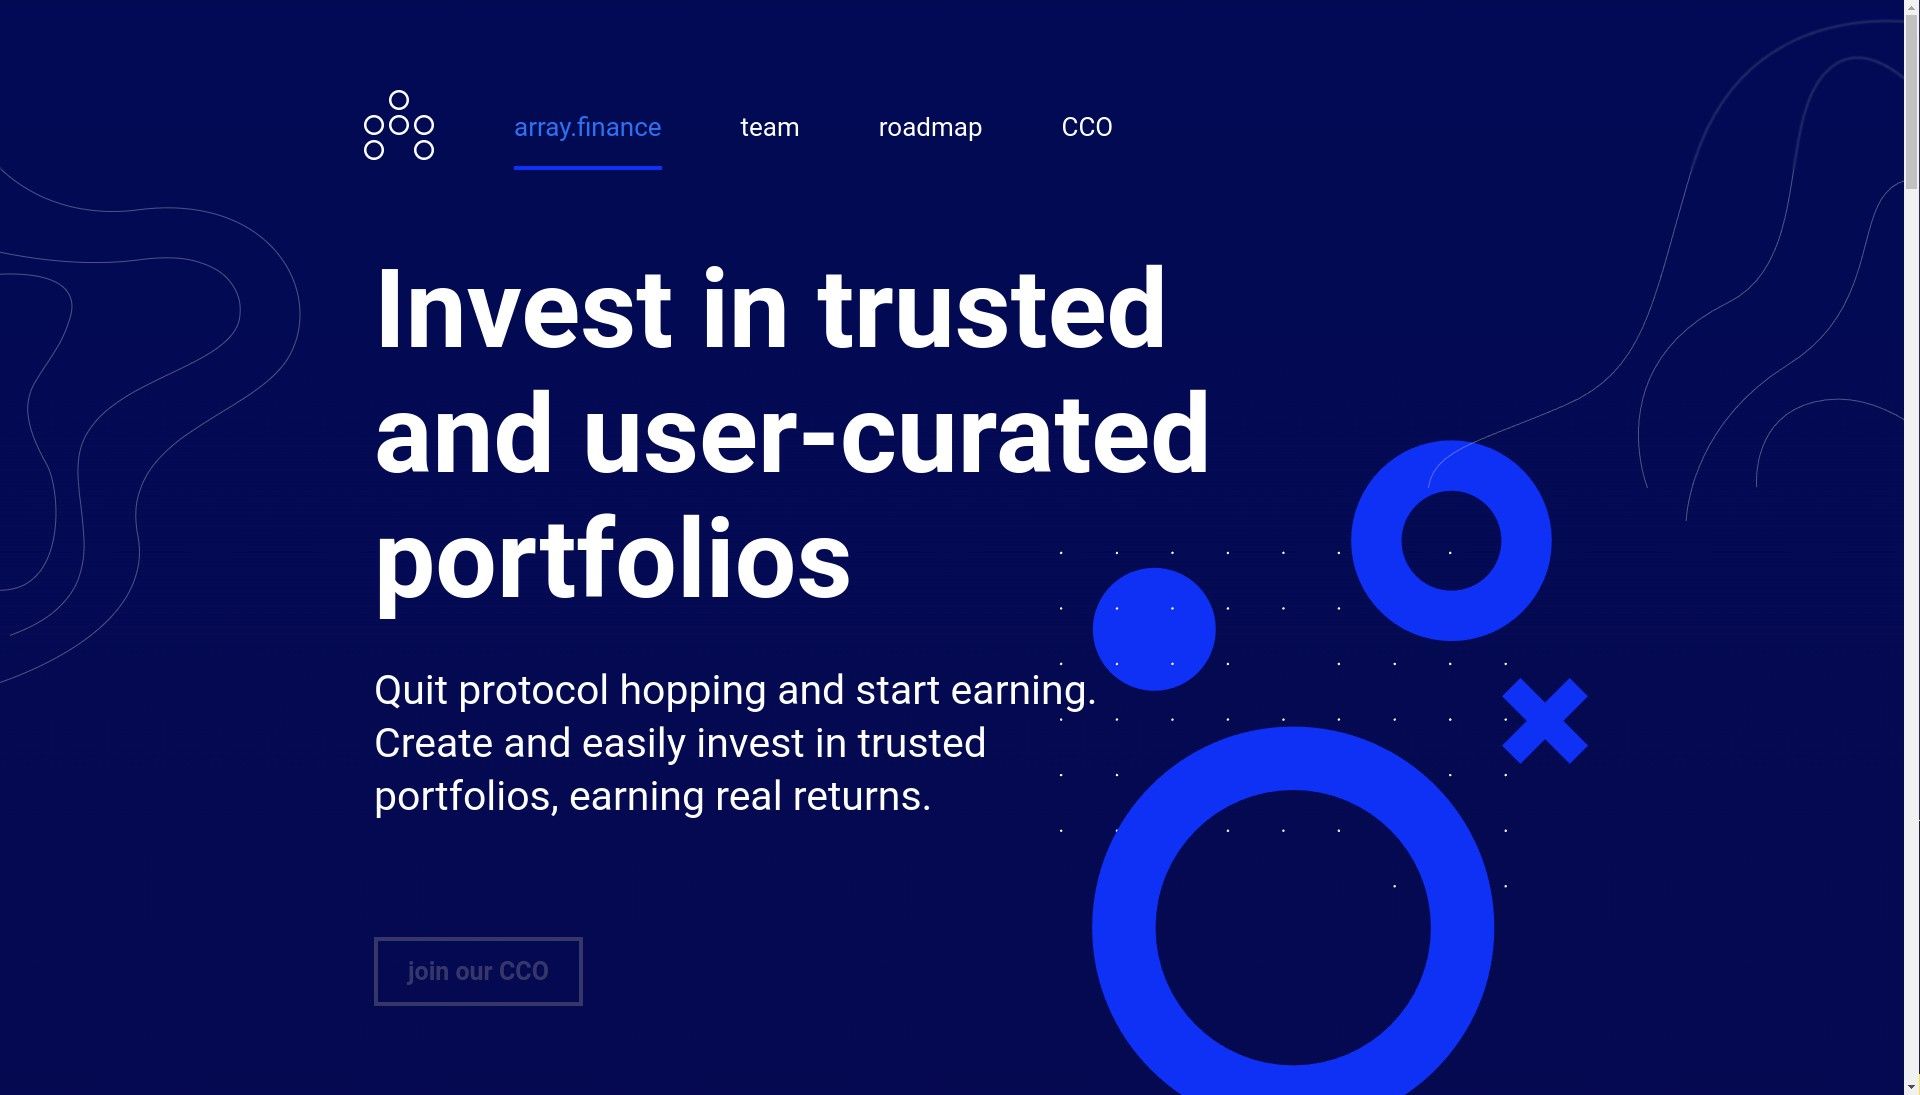 array.finance team roadmap CCO
Invest in trusted
and user-curated
portfolios
Quit protocol hopping and start earning.
Create and easily invest in trusted
portfolios, earning real returns.
join our CCO